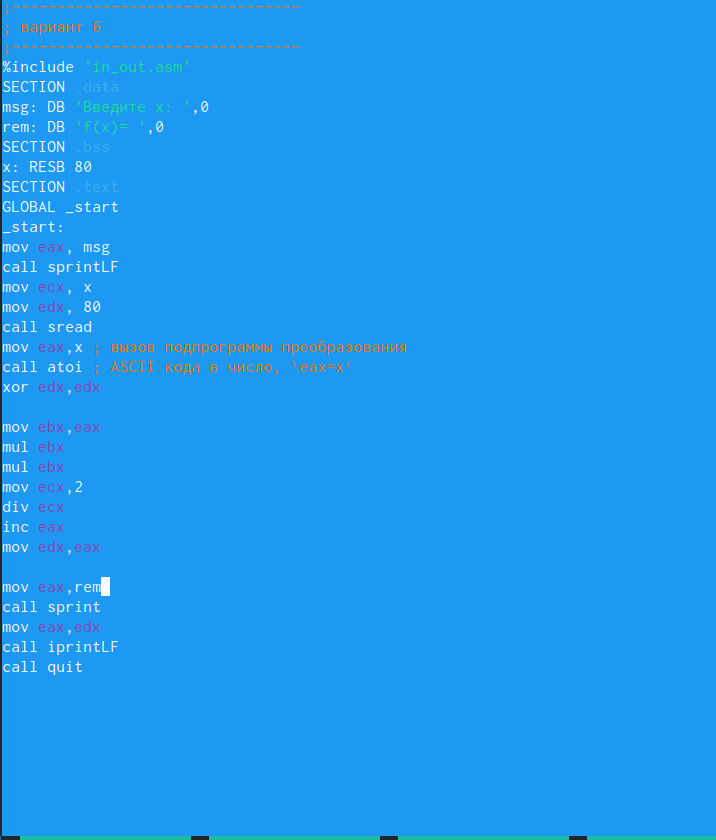 ;--------------------------------
; вариант 6
;--------------------------------
%include 'in_out.asm'
SECTION .data
msg: DB 'Введите x: ',0
rem: DB 'f(x)= ',0
SECTION .bss
x: RESB 80
SECTION .text
GLOBAL _start
_start:
mov eax, msg
call sprintLF
mov ecx, x
mov edx, 80
call sread
mov eax,x ; вызов подпрограммы преобразования
call atoi ; ASCII кода в число, `eax=x`
xor edx,edx
mov ebx,eax
mul ebx
mul ebx
mov ecx,2
div ecx
inc eax
mov edx,eax
mov eax,rem
call sprint
mov eax,edx
call iprintLF
call quit